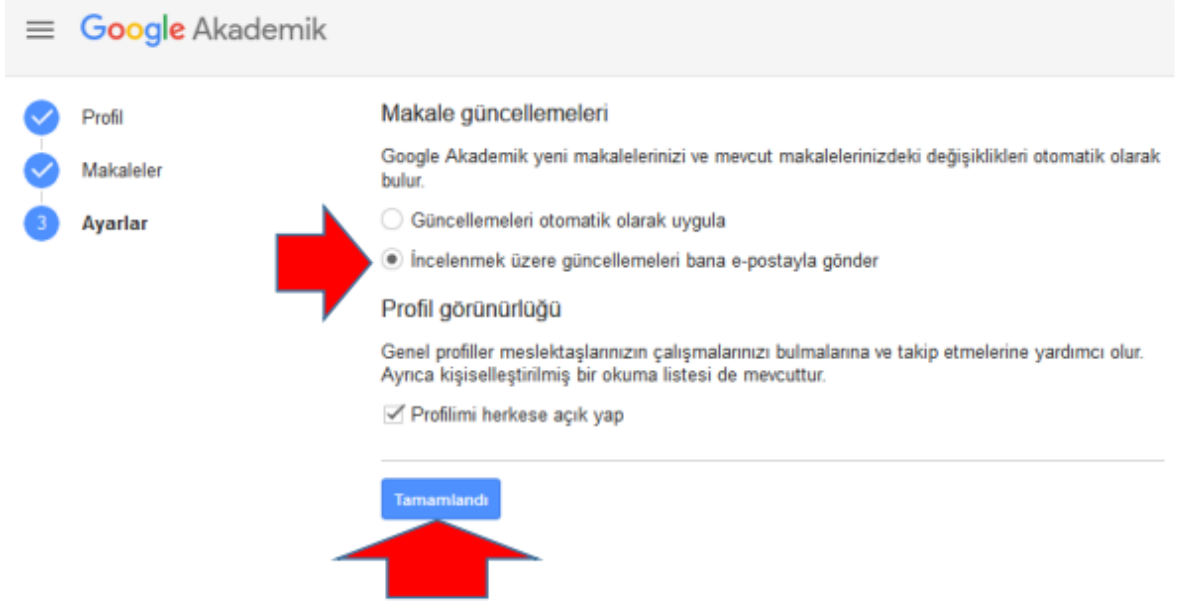 Google Akademik
Profil
Makaleler
3
Ayarlar
Makale güncellemeleri
Google Akademik yeni makalelerinizi ve mevcut makalelerinizdeki değişiklikleri otomatik olarak
bulur.
Güncellemeleri otomatik olarak uygula
İncelenmek üzere güncellemeleri bana e-postayla gönder
Profil görünürlüğü
Genel profiller meslektaşlarınızın çalışmalarınızı bulmalarına ve takip etmelerine yardımcı olur.
Ayrıca kişiselleştirilmiş bir okuma listesi de mevcuttur.
Profilimi herkese açık yap
Tamamlandı